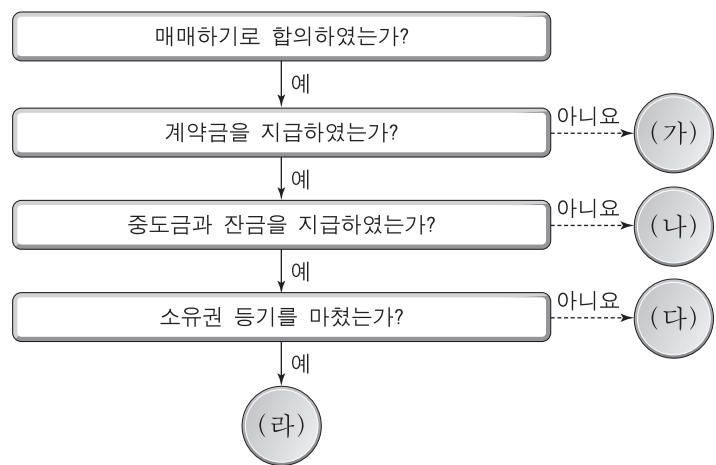 매매하기로 합의하였는가?
예
계약금을 지급하였는가?
아니요
(가)
예
중도금과 잔금을 지급하였는가?
아니요
(나)
예
소유권 등기를 마쳤는가?
아니요
(다)
예
(라)